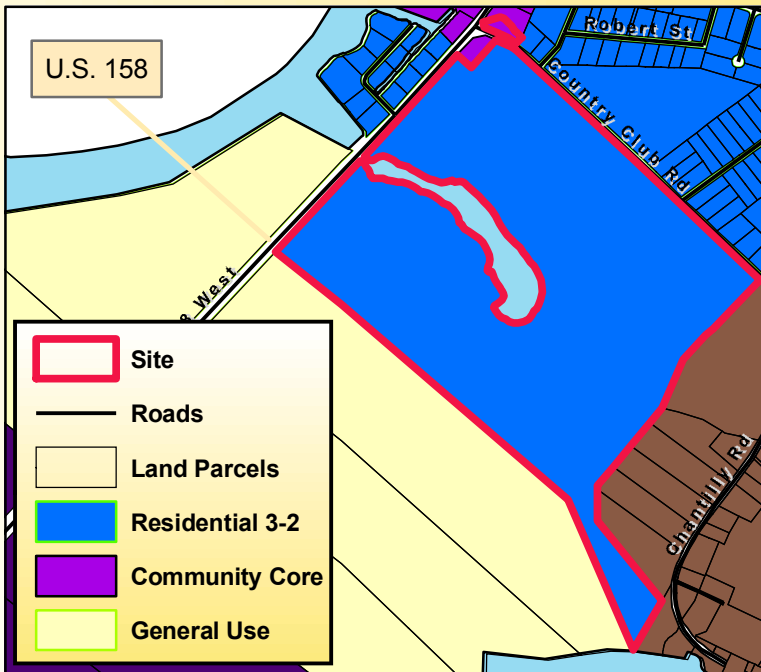 Robert St
U.S. 158
Country Club Rd
8 West
Site
Roads
Land Parcels
Residential 3-2
Community Core
General Use
Chantilly Rd